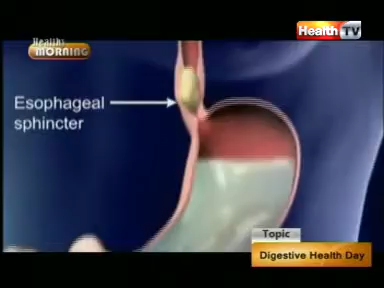 Health TV
Health
MORNING
Esophageal
sphincter
Topic
Digestive Health Day